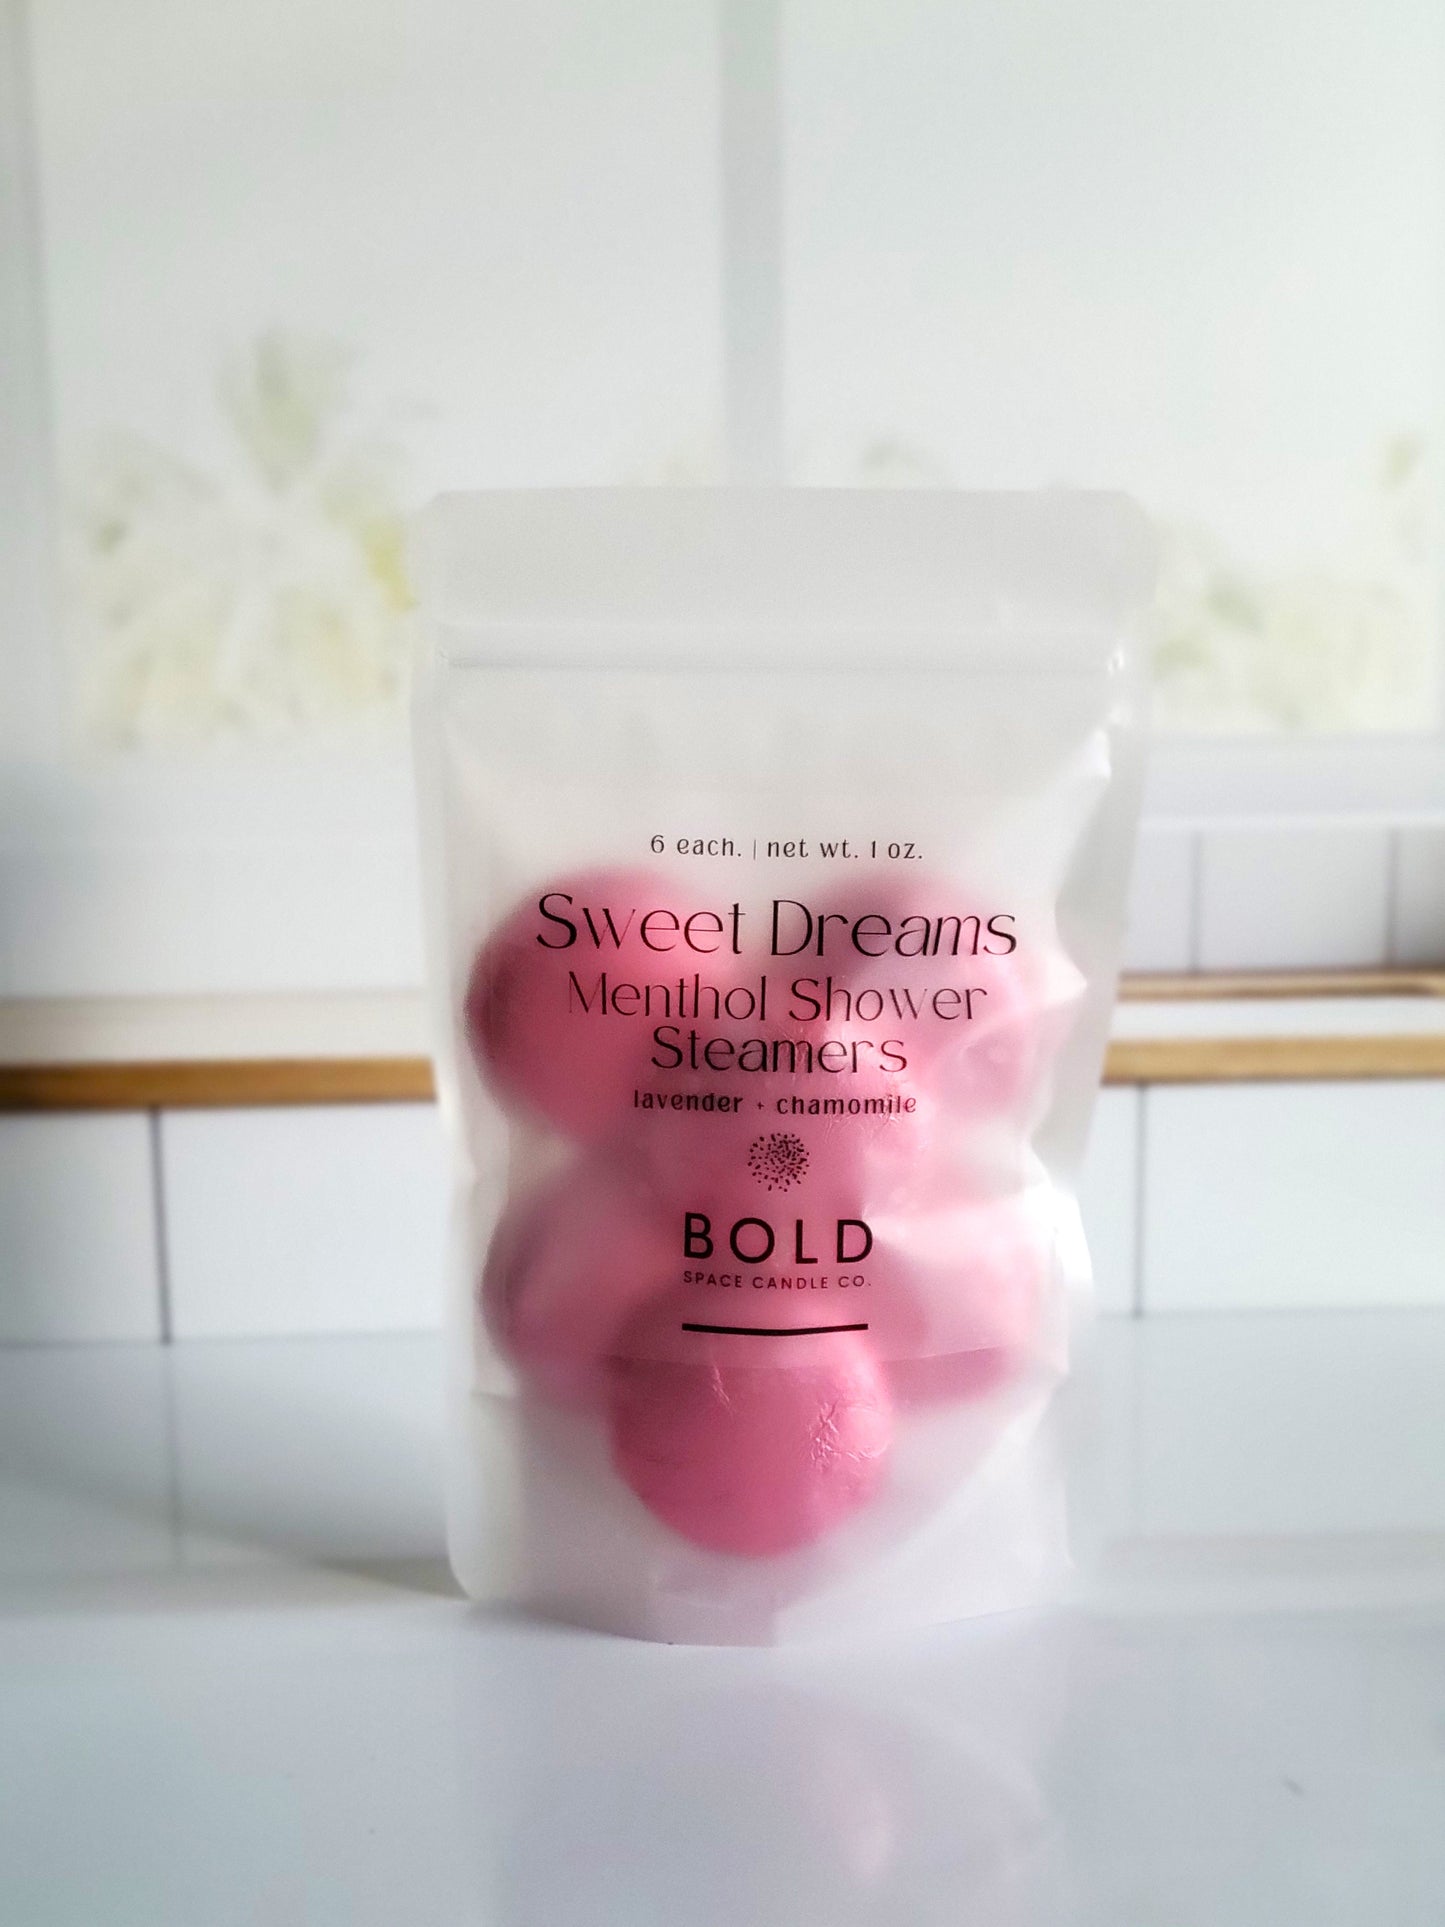 6 each. | net wt. 1 oz.
Sweet Dreams
Menthol Shower
Steamers
lavender + chamomile
BOLD
SPACE CANDLE CO.